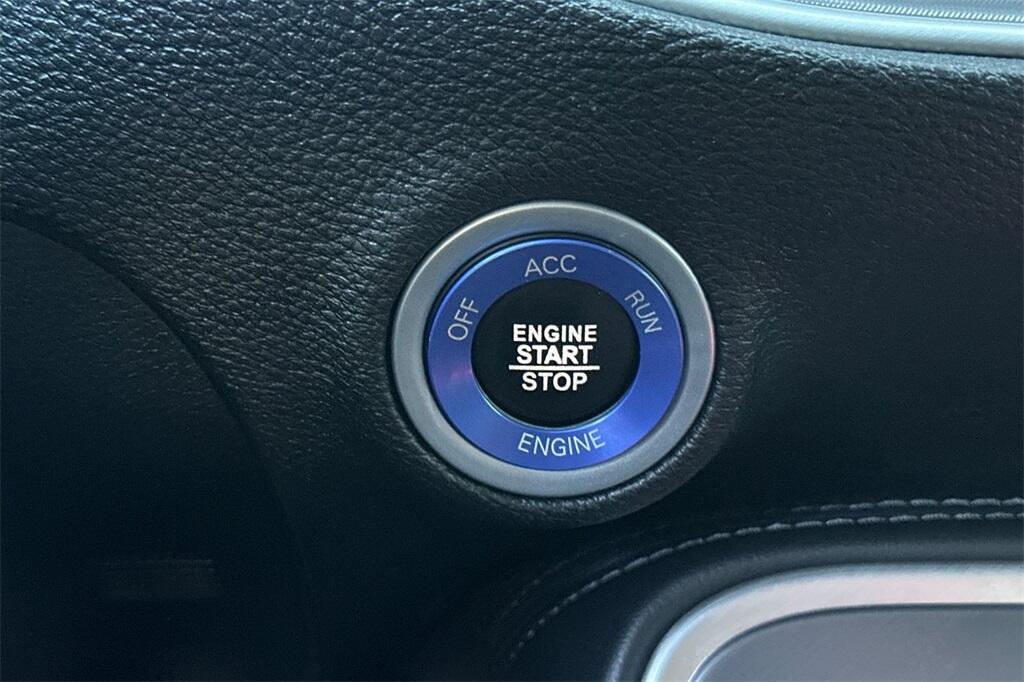 ACC
OFF
RUN
ENGINE
START
STOP
ENGINE